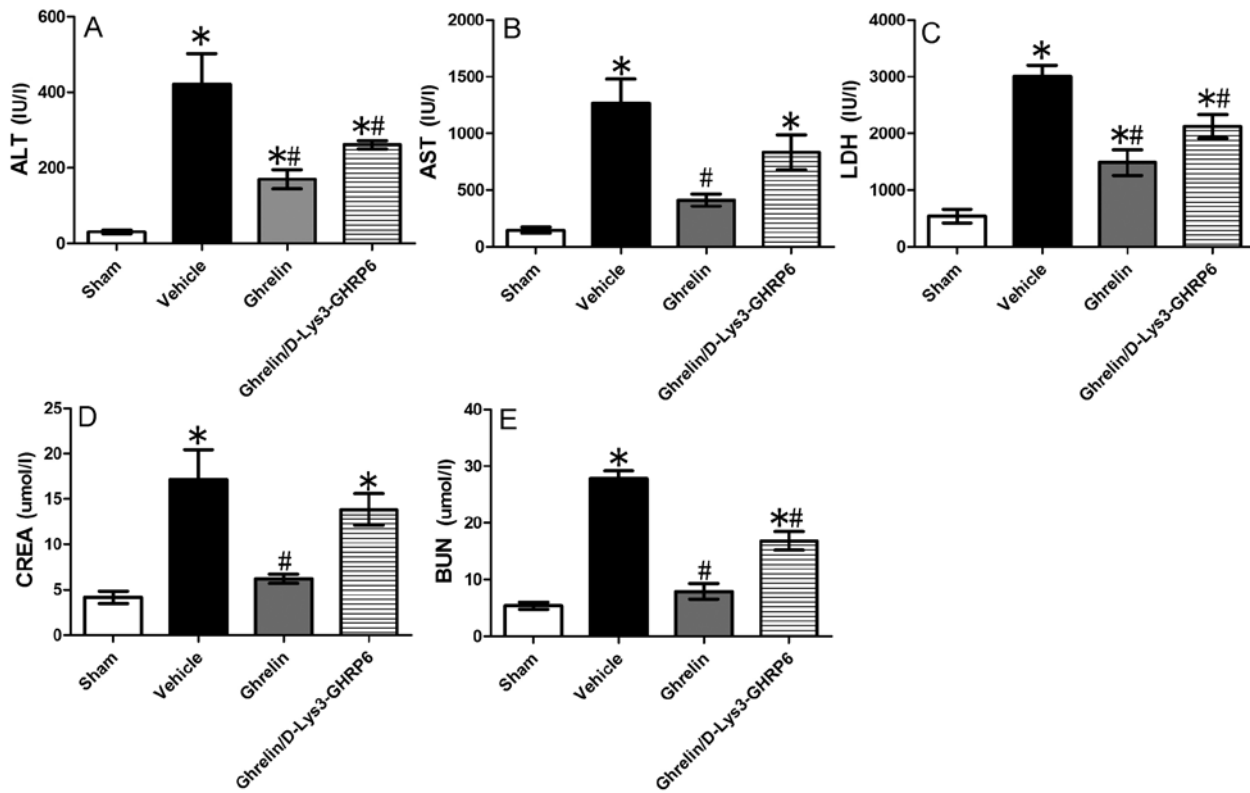 A
ALT (IU/l)
600
400
200
0
*
*#
*#
Sham
Vehicle
Ghrelin
Ghrelin/D-Lys3-GHRP6
B
AST (IU/l)
2000
1500
1000
500
0
*
#
*
Sham
Vehicle
Ghrelin
Ghrelin/D-Lys3-GHRP6
C
LDH (IU/l)
4000
3000
2000
1000
0
*
*#
*#
Sham
Vehicle
Ghrelin
Ghrelin/D-Lys3-GHRP6
D
CREA (umol/l)
25
20
15
10
5
0
*
#
*
Sham
Vehicle
Ghrelin
Ghrelin/D-Lys3-GHRP6
E
BUN (umol/l)
40
30
20
10
0
*
#
*#
Sham
Vehicle
Ghrelin
Ghrelin/D-Lys3-GHRP6